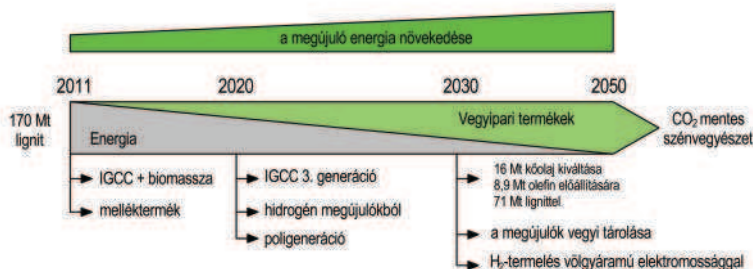 a megújuló energia növekedése
2011 2020 2030 2050
170 Mt
lignit
Energia
Vegyipari termékek
CO₂ mentes
szénvegyészet
IGCC + biomassza
melléktermék
IGCC 3. generáció
hidrogén megújulókból
poligeneráció
16 Mt kőolaj kiváltása
8,9 Mt olefin előállítására
71 Mt lignittel
a megújulók vegyi tárolása
H₂-termelés völgyáramú elektromossággal